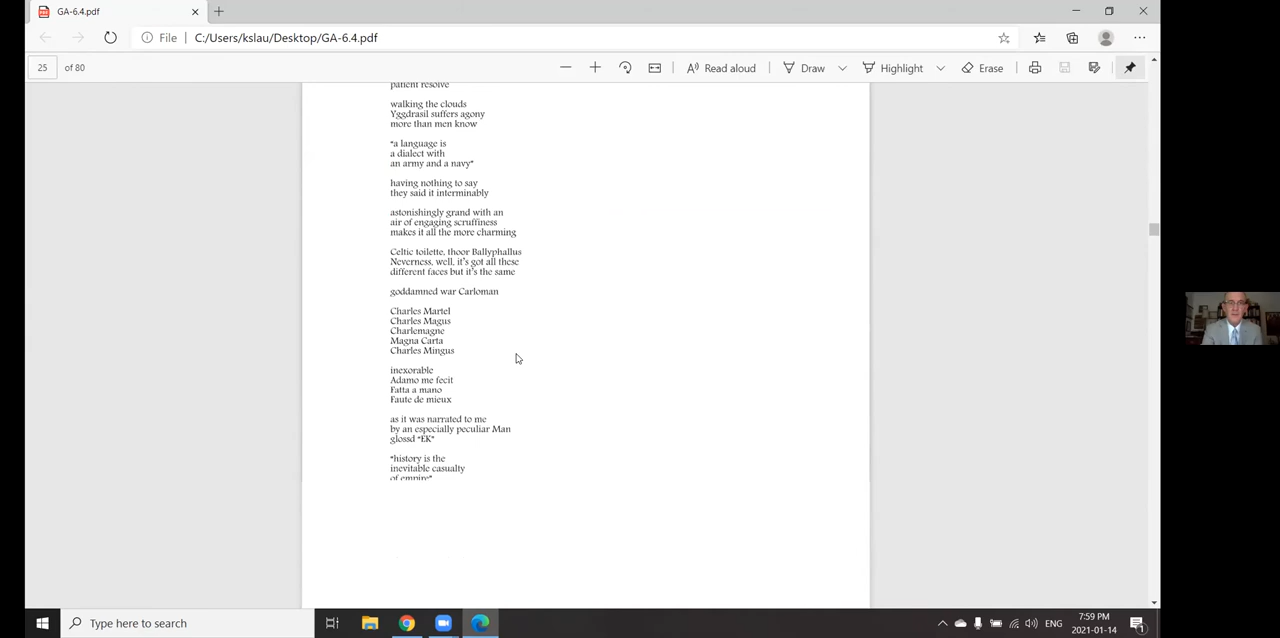 GA-6.4.pdf
File
C:/Users/kslau/Desktop/GA-6.4.pdf
25 of 80
Read aloud
Draw
Highlight
Erase
patient resolve
walking the clouds
Yggdrasil suffers agony
more than men know
"a language is
a dialect with
an army and a navy"
having nothing to say
they said it interminably
astonishingly grand with an
air of engaging scruffiness
makes it all the more charming
Celtic toilette, thoor Ballyphallus
Neverness, well, it's got all these
different faces but it's the same
goddamned war Carloman
Charles Martel
Charles Magus
Charlemagne
Magna Carta
Charles Mingus
inexorable
Adamo me fecit
Fatta a mano
Faute de mieux
as it was narrated to me
by an especially peculiar Man
glossd "EK"
"history is the
inevitable casualty
of empire"
Type here to search
ENG
7:59 PM
2021-01-14
1